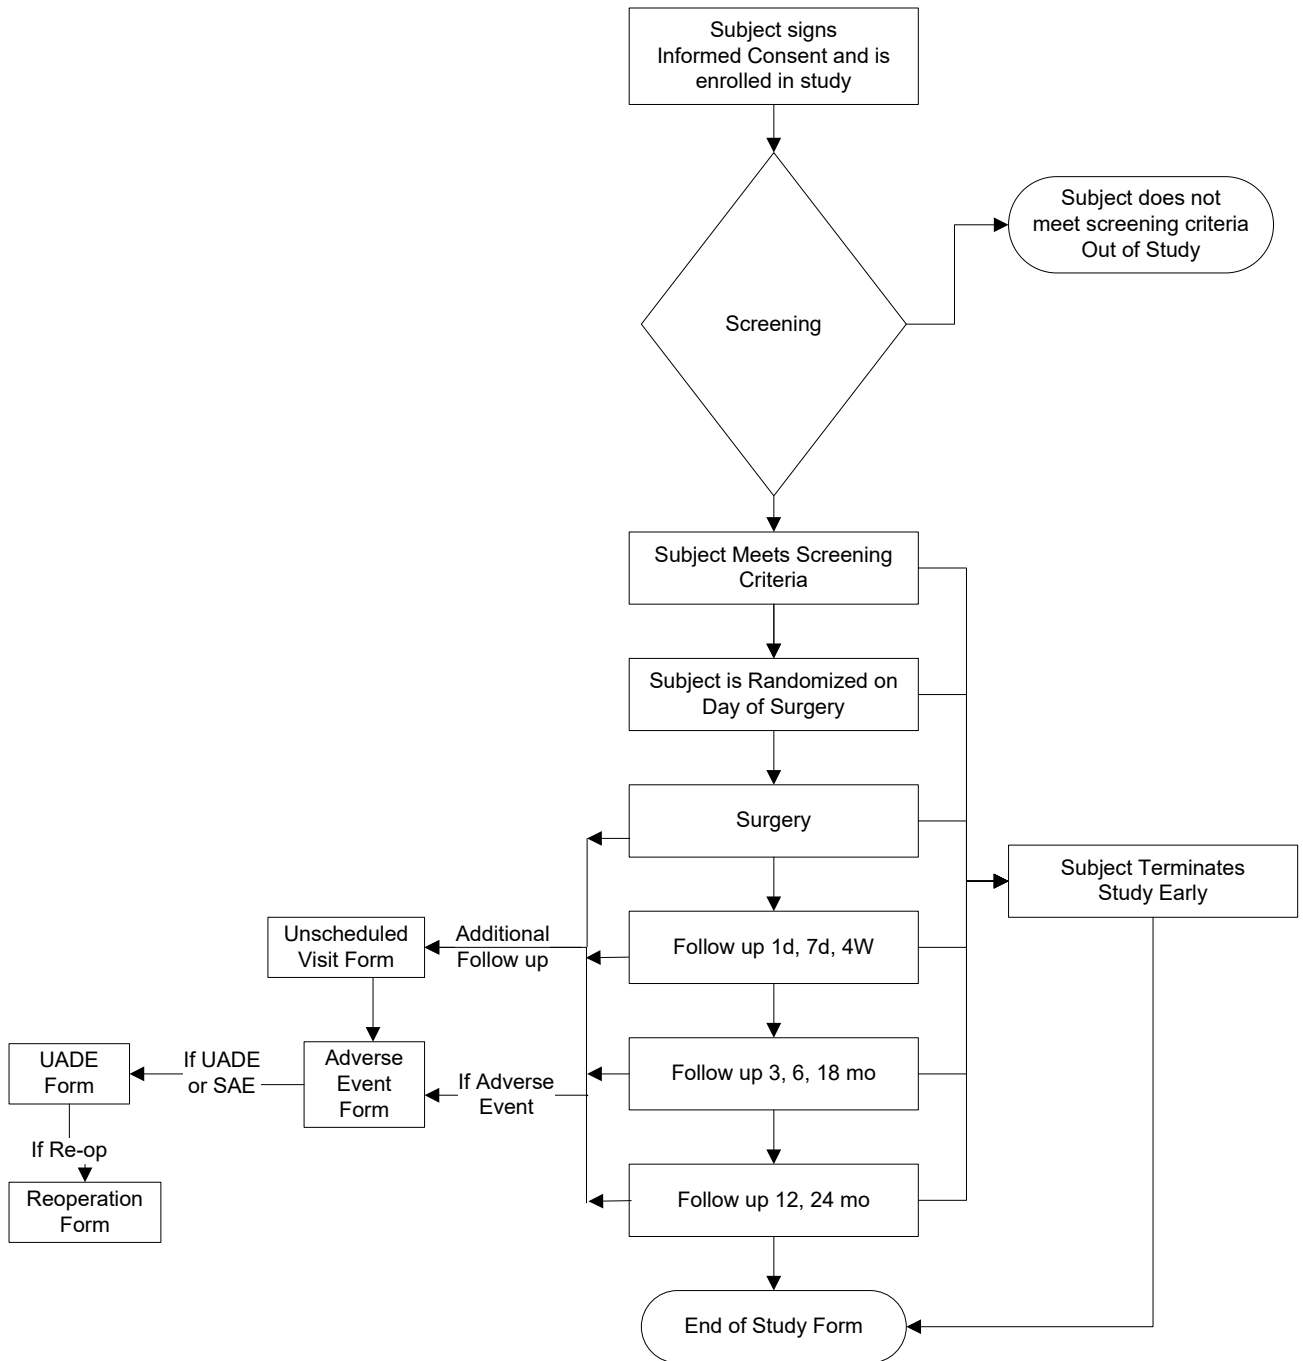 Subject signs
Informed Consent and is
enrolled in study
Subject does not
meet screening criteria
Out of Study
Screening
Subject Meets Screening
Criteria
Subject is Randomized on
Day of Surgery
Surgery
Subject Terminates
Study Early
Unscheduled
Visit Form
Additional
Follow up
Follow up 1d, 7d, 4W
UADE
Form
If UADE
or SAE
Adverse
Event
Form
If Adverse
Event
Follow up 3, 6, 18 mo
If Re-op
Reoperation
Form
Follow up 12, 24 mo
End of Study Form